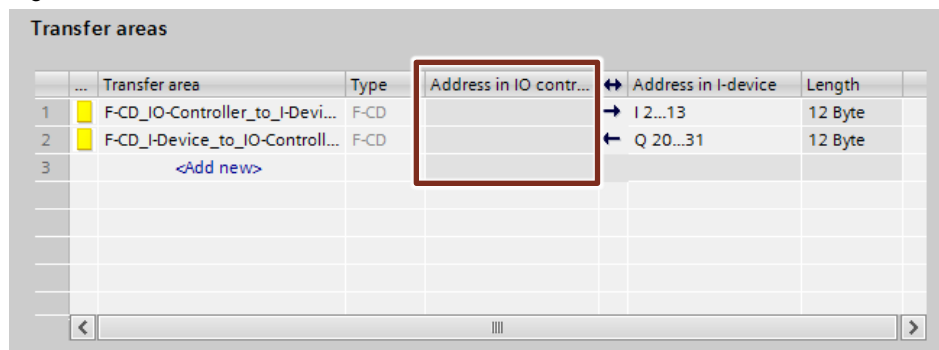 Transfer areas
... Transfer area Type Address in IO contr... ↔ Address in I-device Length
1 F-CD_IO-Controller_to_I-Devi... F-CD → I 2...13 12 Byte
2 F-CD_I-Device_to_IO-Controll... F-CD ← Q 20...31 12 Byte
3 <Add new>